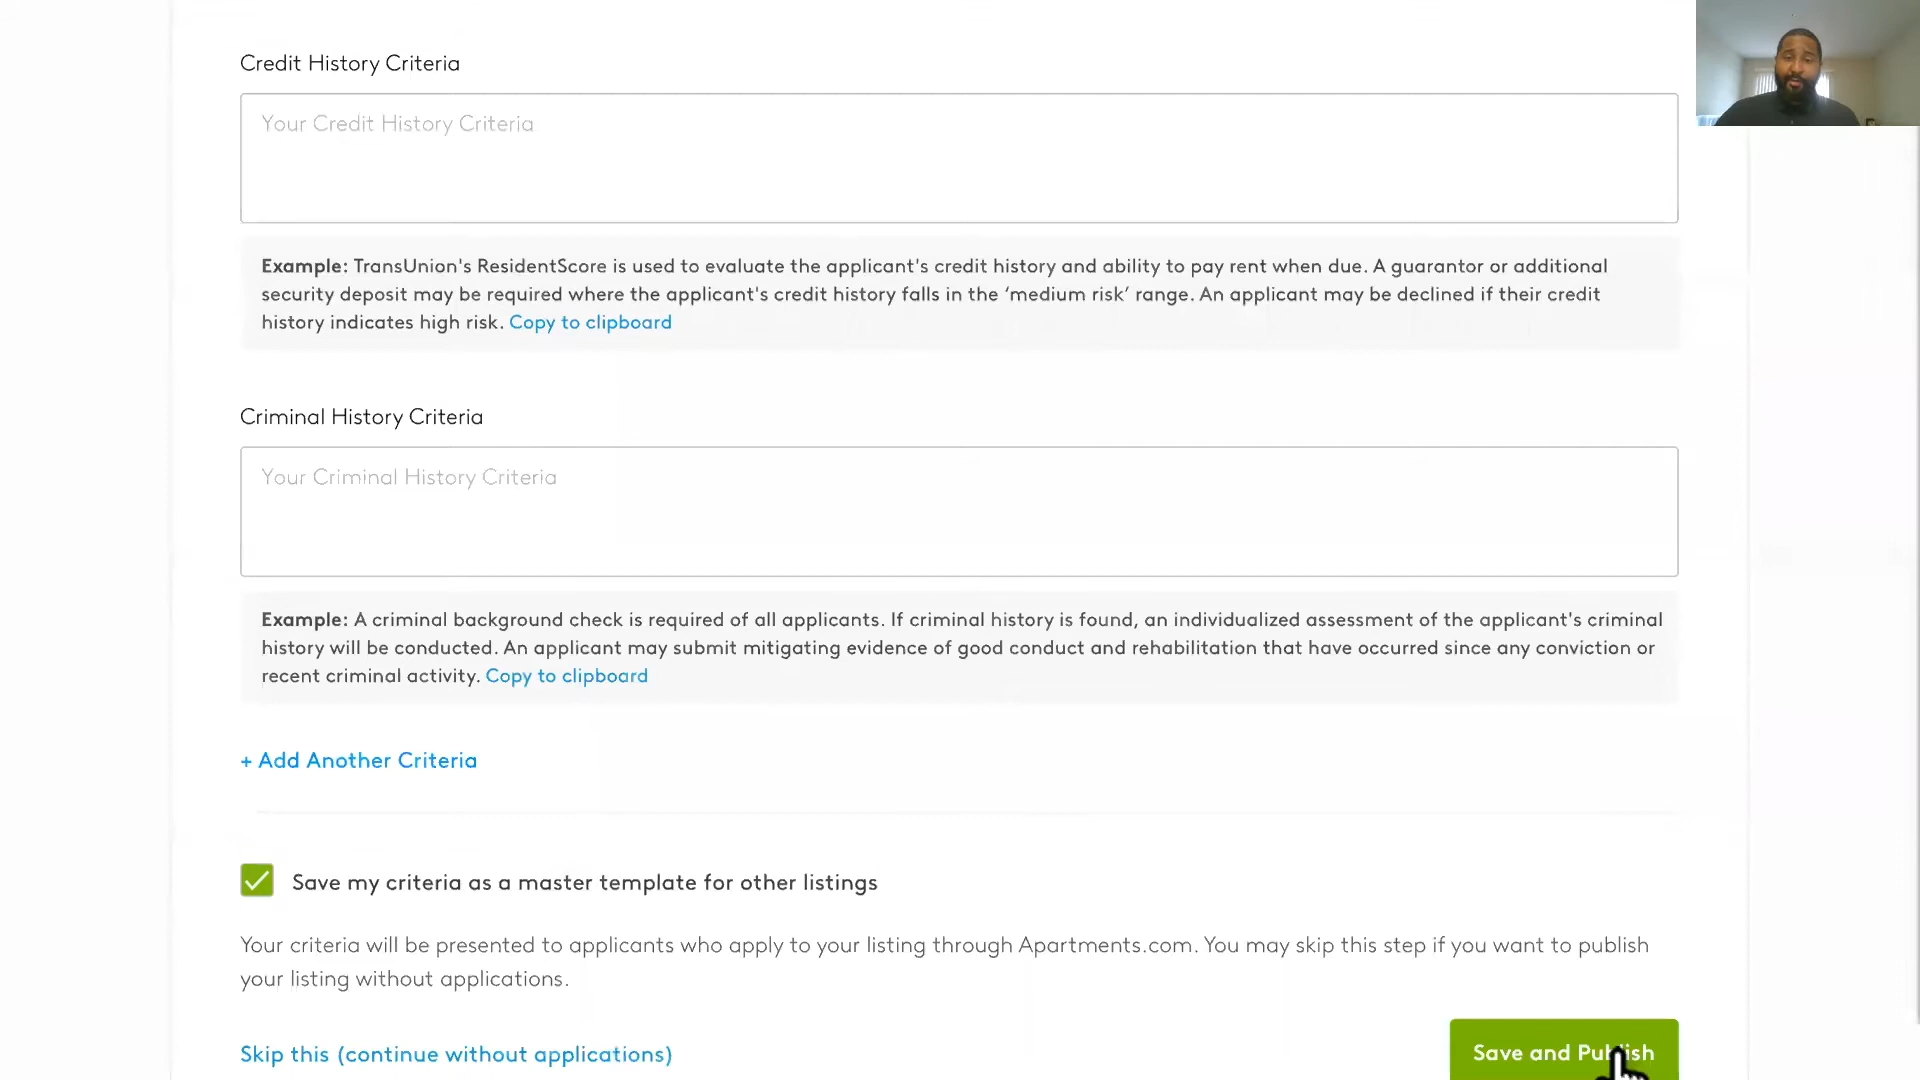 Credit History Criteria
Your Credit History Criteria
Example: TransUnion's ResidentScore is used to evaluate the applicant's credit history and ability to pay rent when due. A guarantor or additional
security deposit may be required where the applicant's credit history falls in the ‘medium risk’ range. An applicant may be declined if their credit
history indicates high risk. Copy to clipboard
Criminal History Criteria
Your Criminal History Criteria
Example: A criminal background check is required of all applicants. If criminal history is found, an individualized assessment of the applicant's criminal
history will be conducted. An applicant may submit mitigating evidence of good conduct and rehabilitation that have occurred since any conviction or
recent criminal activity. Copy to clipboard
+ Add Another Criteria
Save my criteria as a master template for other listings
Your criteria will be presented to applicants who apply to your listing through Apartments.com. You may skip this step if you want to publish
your listing without applications.
Skip this (continue without applications)
Save and Publish